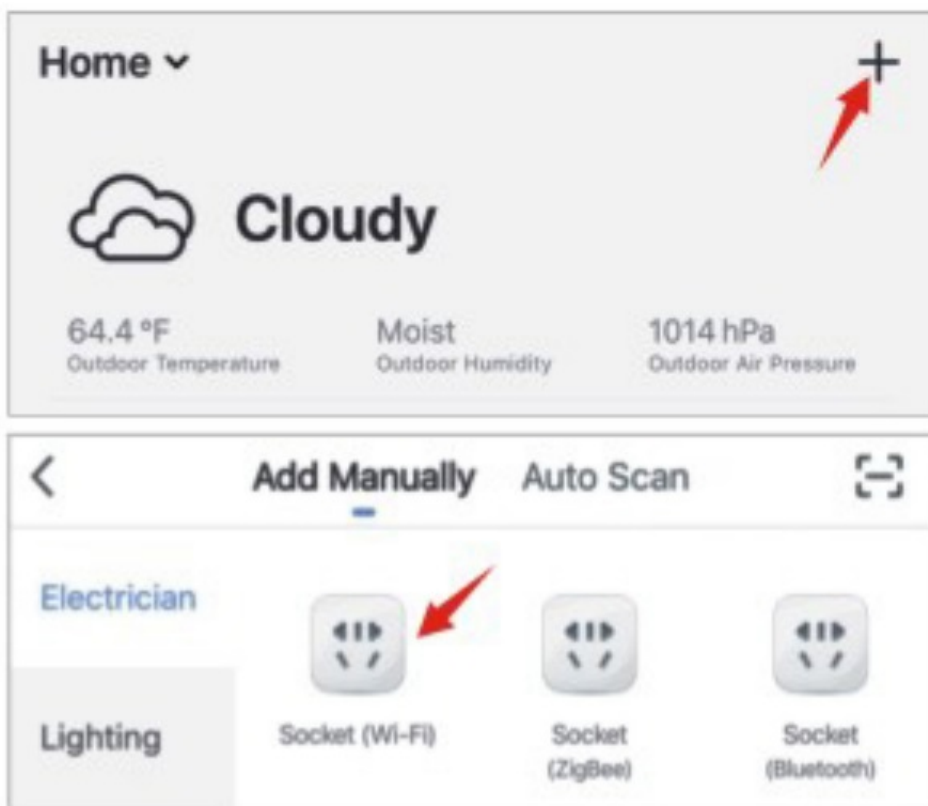 Home
Cloudy
64.4 °F Moist 1014 hPa
Outdoor Temperature Outdoor Humidity Outdoor Air Pressure
Add Manually Auto Scan
Electrician
Socket (Wi-Fi) Socket Socket
(ZigBee) (Bluetooth)
Lighting